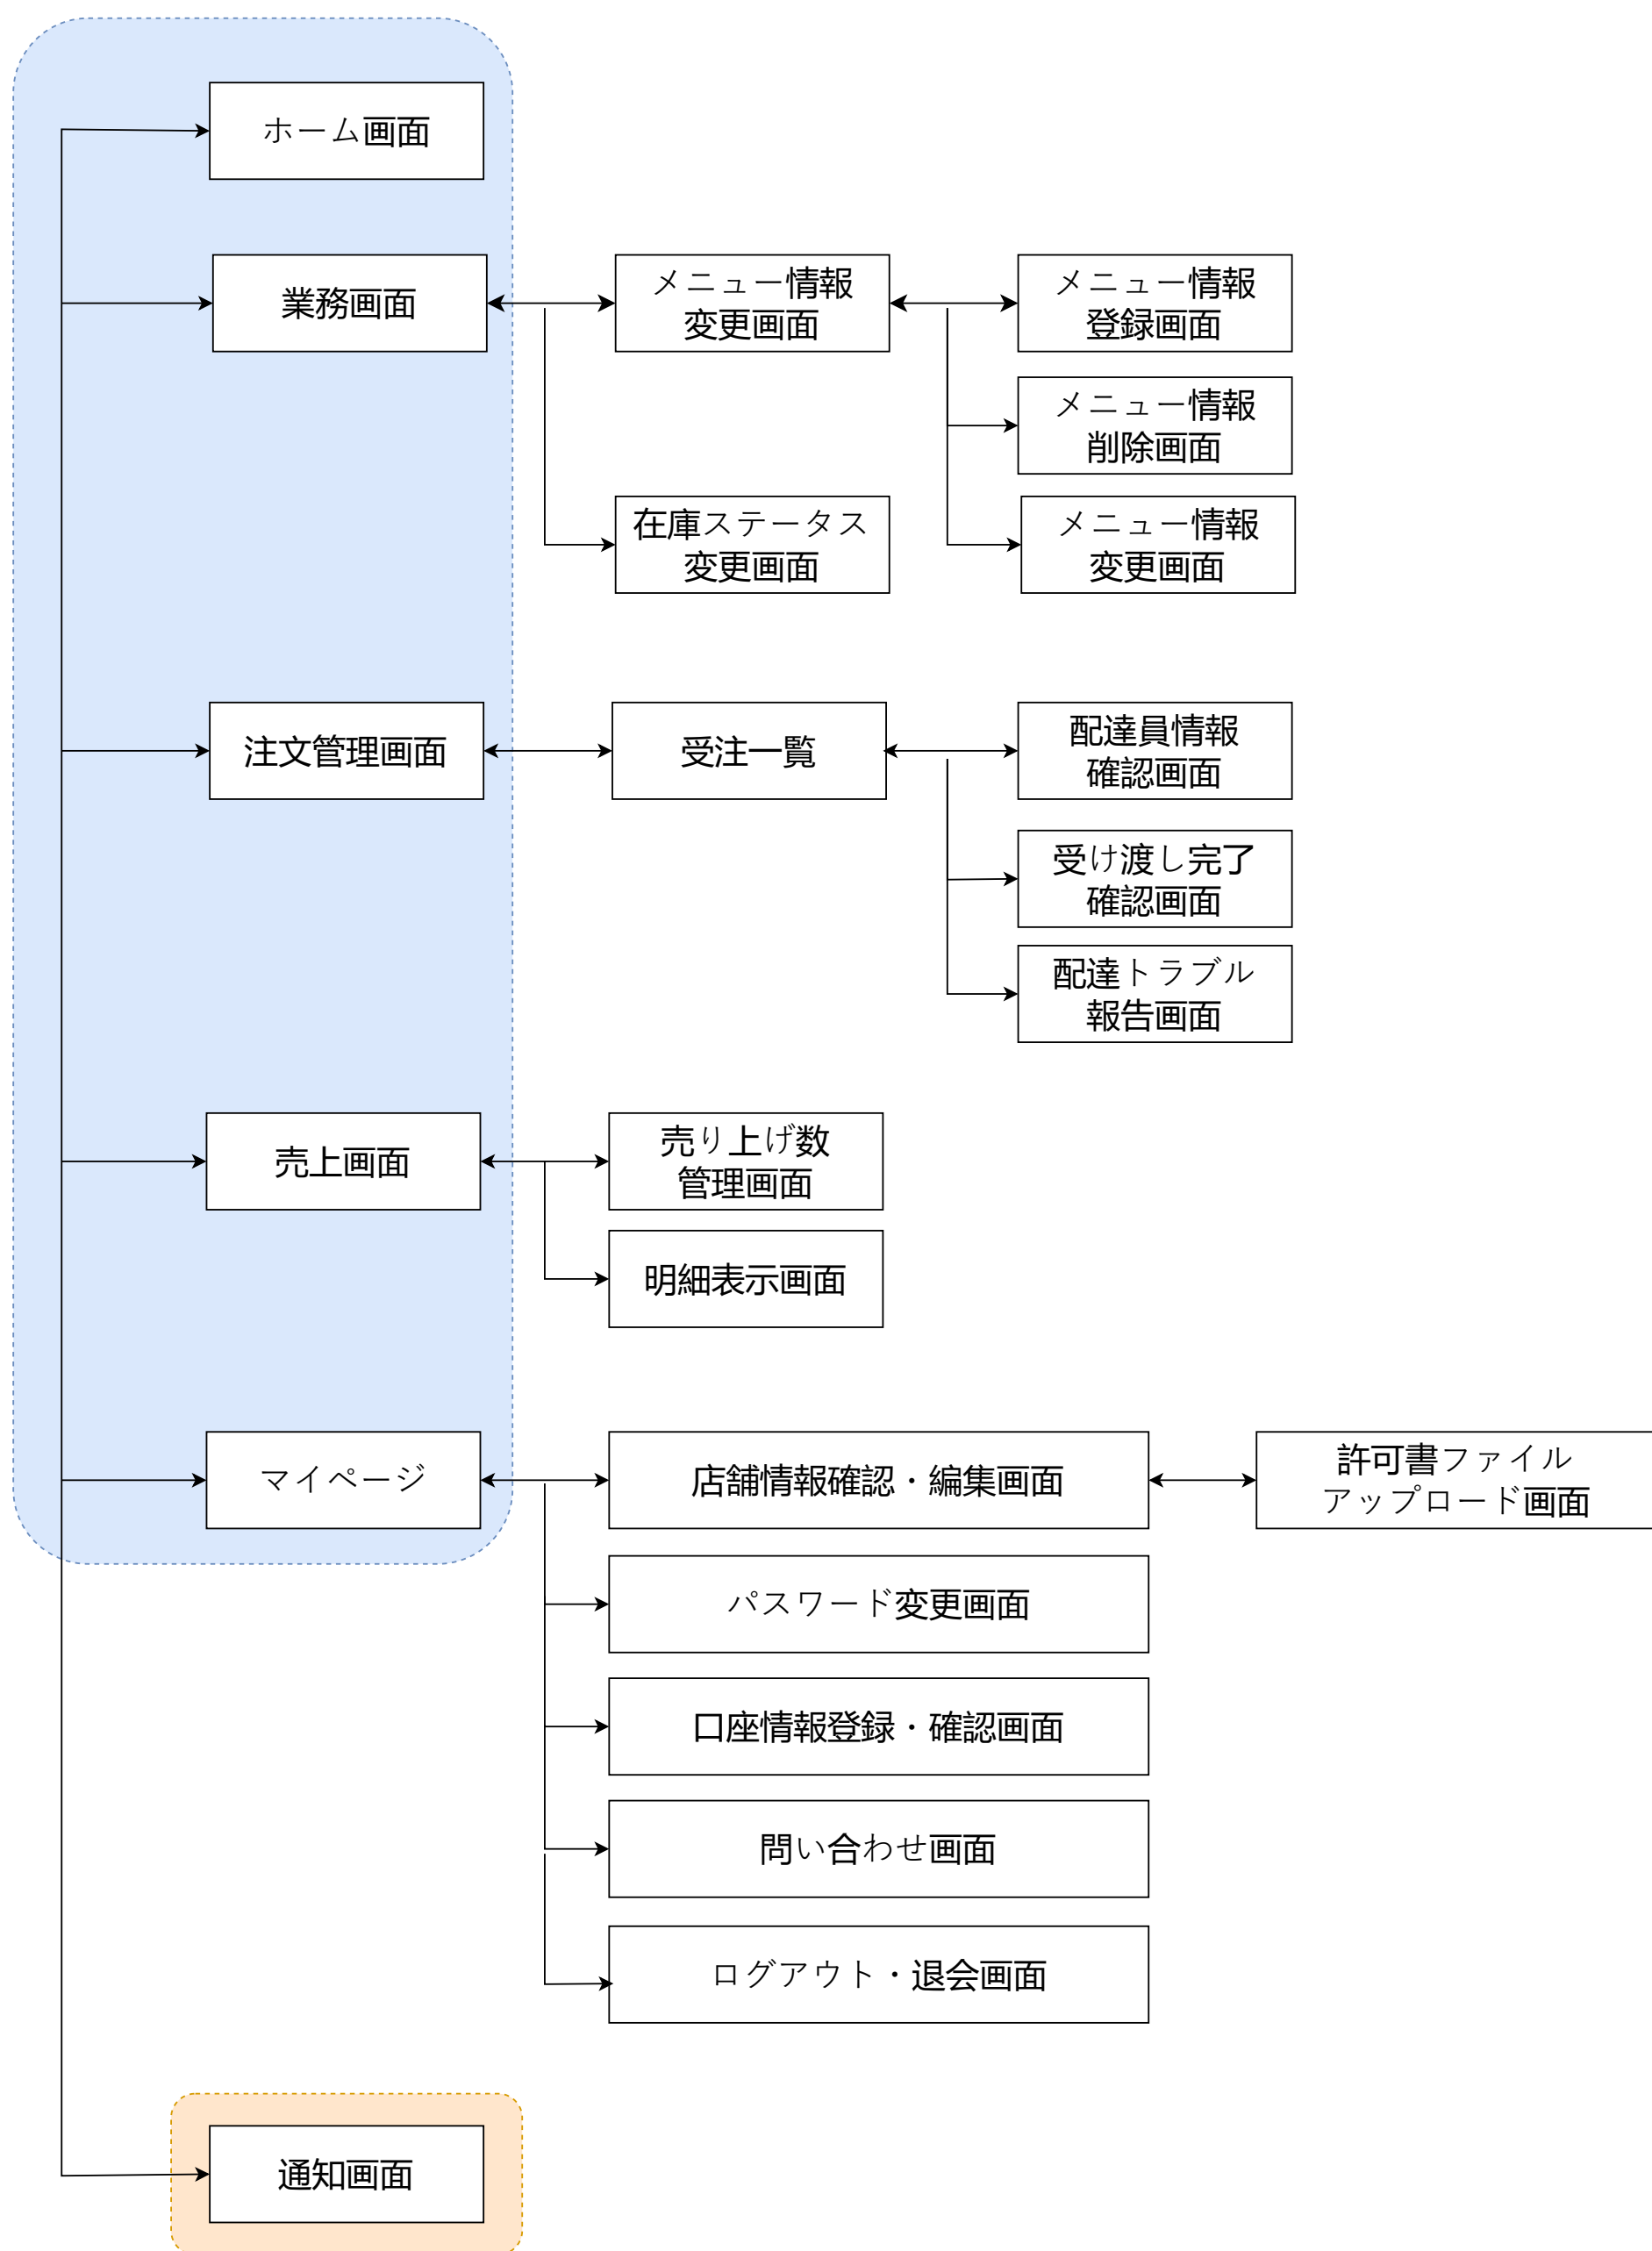 ホーム画面
業務画面
メニュー情報
変更画面
メニュー情報
登録画面
メニュー情報
削除画面
在庫ステータス
変更画面
メニュー情報
変更画面
注文管理画面
受注一覧
配達員情報
確認画面
受け渡し完了
確認画面
配達トラブル
報告画面
売上画面
売り上げ数
管理画面
明細表示画面
マイページ
店舗情報確認・編集画面
許可書ファイル
アップロード画面
パスワード変更画面
口座情報登録・確認画面
問い合わせ画面
ログアウト・退会画面
通知画面